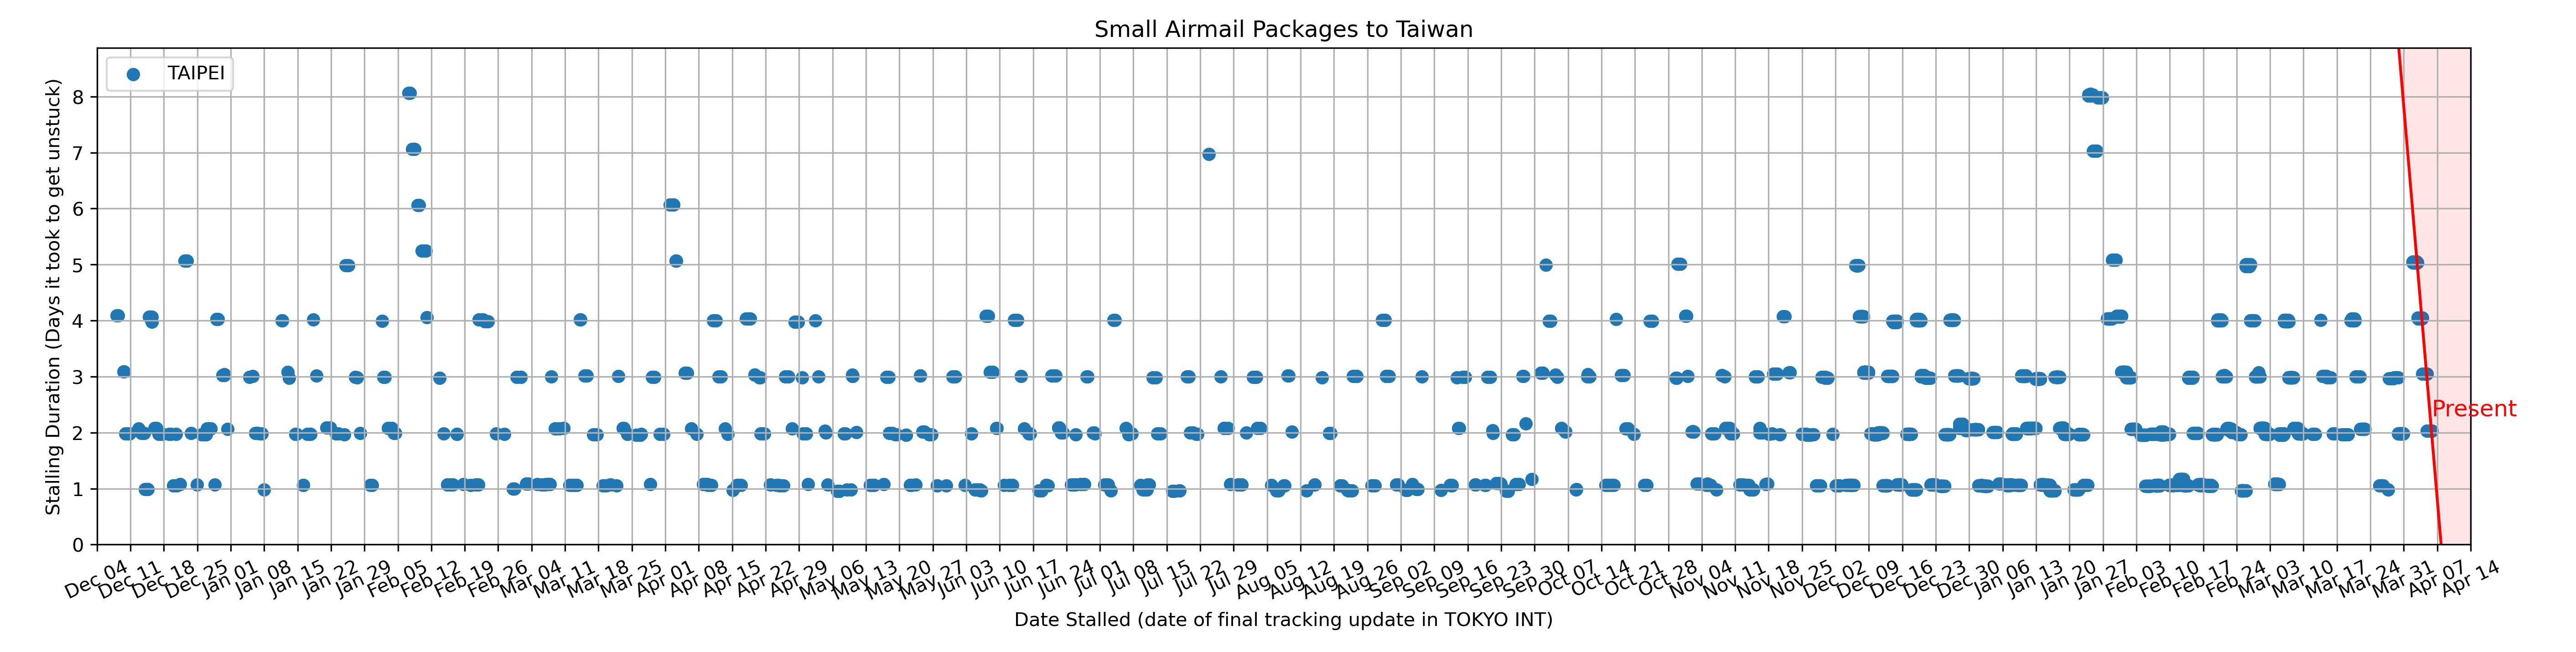 Small Airmail Packages to Taiwan
TAIPEI
Stalling Duration (Days it took to get unstuck)
8
7
6
5
4
3
2
1
0
Present
Dec 04
Dec 11
Dec 18
Dec 25
Jan 01
Jan 08
Jan 15
Jan 22
Jan 29
Feb 05
Feb 12
Feb 19
Feb 26
Mar 04
Mar 11
Mar 18
Mar 25
Apr 01
Apr 08
Apr 15
Apr 22
Apr 29
May 06
May 13
May 20
May 27
Jun 03
Jun 10
Jun 17
Jun 24
Jul 01
Jul 08
Jul 15
Jul 22
Jul 29
Aug 05
Aug 12
Aug 19
Aug 26
Sep 02
Sep 09
Sep 16
Sep 23
Sep 30
Oct 07
Oct 14
Oct 21
Oct 28
Nov 04
Nov 11
Nov 18
Nov 25
Dec 02
Dec 09
Dec 16
Dec 23
Dec 30
Jan 06
Jan 13
Jan 20
Jan 27
Feb 03
Feb 10
Feb 17
Feb 24
Mar 03
Mar 10
Mar 17
Mar 24
Mar 31
Apr 07
Apr 14
Date Stalled (date of final tracking update in TOKYO INT)